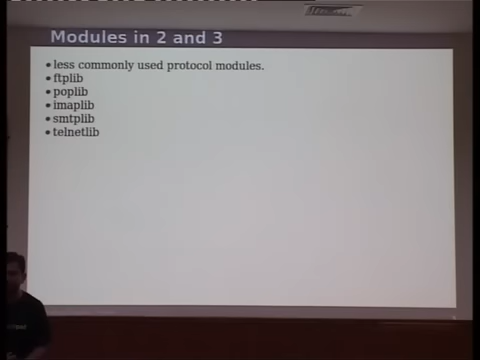 Modules in 2 and 3
•less commonly used protocol modules.
•ftplib
•poplib
•imaplib
•smtplib
•telnetlib